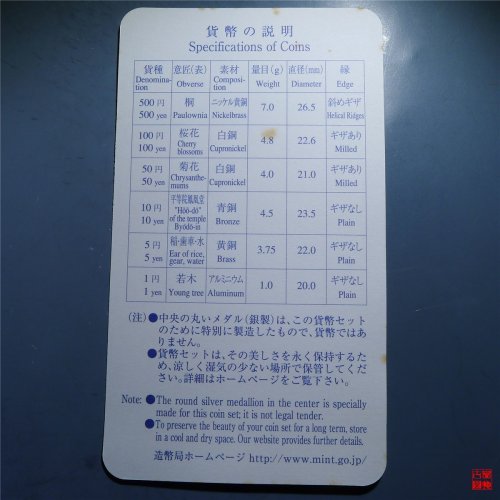 貨幣の説明
Specifications of Coins
貨種 意匠(表) 素材 量目(g) 直径(mm) 縁
Denomina-tion Obverse Composi-tion Weight Diameter Edge
500円 桐 ニッケル黄銅 7.0 26.5 斜めギザ
500 yen Paulownia Nickelbrass Helical Ridges
100円 桜花 白銅 4.8 22.6 ギザあり
100 yen Cherry blossoms Cupronickel Milled
50円 菊花 白銅 4.0 21.0 ギザあり
50 yen Chrysanthe-mums Cupronickel Milled
10円 平等院鳳凰堂 青銅 4.5 23.5 ギザなし
10 yen "Hōō-dō" of the temple Byōdō-in Bronze Plain
5円 稲・歯車・水 黄銅 3.75 22.0 ギザなし
5 yen Ear of rice, gear, water Brass Plain
1円 若木 アルミニウム 1.0 20.0 ギザなし
1 yen Young tree Aluminum Plain
(注)●中央の丸いメダル(銀製)は、この貨幣セット
のために特別に製造したもので、貨幣ではあ
りません。
●貨幣セットは、その美しさを永く保持するた
め、涼しく湿気の少ない場所で保管してくだ
さい。詳細はホームページをご覧下さい。
Note: ●The round silver medallion in the center is specially
made for this coin set; it is not legal tender.
●To preserve the beauty of your coin set for a long term, store
in a cool and dry space. Our website provides further details.
造幣局ホームページ http://www.mint.go.jp/